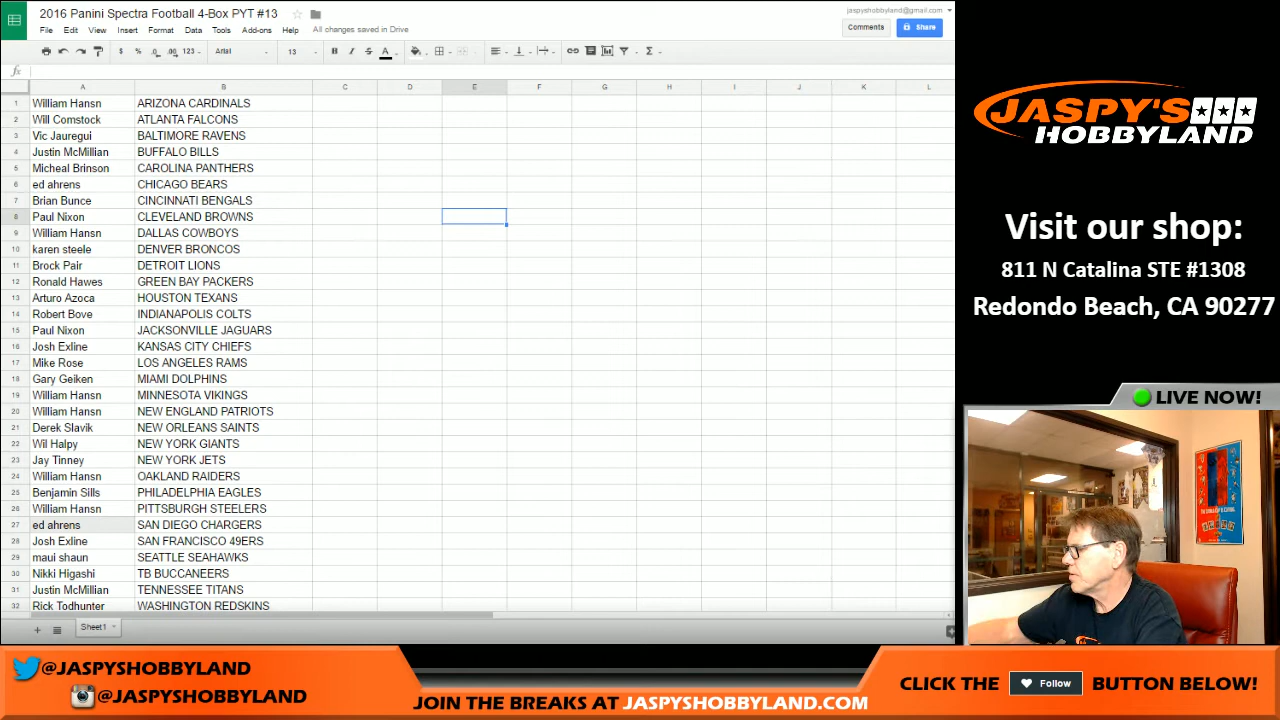 2016 Panini Spectra Football 4-Box PYT #13
jaspyshobbyland@gmail.com
File Edit View Insert Format Data Tools Add-ons Help All changes saved in Drive
Comments Share
$ % .0 .00 123 Arial 13 B I S A Σ
fx
A B C D E F G H I J K L
1 William Hansn ARIZONA CARDINALS
2 Will Comstock ATLANTA FALCONS
3 Vic Jauregui BALTIMORE RAVENS
4 Justin McMillian BUFFALO BILLS
5 Micheal Brinson CAROLINA PANTHERS
6 ed ahrens CHICAGO BEARS
7 Brian Bunce CINCINNATI BENGALS
8 Paul Nixon CLEVELAND BROWNS
9 William Hansn DALLAS COWBOYS
10 karen steele DENVER BRONCOS
11 Brock Pair DETROIT LIONS
12 Ronald Hawes GREEN BAY PACKERS
13 Arturo Azoca HOUSTON TEXANS
14 Robert Bove INDIANAPOLIS COLTS
15 Paul Nixon JACKSONVILLE JAGUARS
16 Josh Exline KANSAS CITY CHIEFS
17 Mike Rose LOS ANGELES RAMS
18 Gary Geiken MIAMI DOLPHINS
19 William Hansn MINNESOTA VIKINGS
20 William Hansn NEW ENGLAND PATRIOTS
21 Derek Slavik NEW ORLEANS SAINTS
22 Wil Halpy NEW YORK GIANTS
23 Jay Tinney NEW YORK JETS
24 William Hansn OAKLAND RAIDERS
25 Benjamin Sills PHILADELPHIA EAGLES
26 William Hansn PITTSBURGH STEELERS
27 ed ahrens SAN DIEGO CHARGERS
28 Josh Exline SAN FRANCISCO 49ERS
29 maui shaun SEATTLE SEAHAWKS
30 Nikki Higashi TB BUCCANEERS
31 Justin McMillian TENNESSEE TITANS
32 Rick Todhunter WASHINGTON REDSKINS
Sheet1
JASPY'S
HOBBYLAND
Visit our shop:
811 N Catalina STE #1308
Redondo Beach, CA 90277
LIVE NOW!
@JASPYSHOBBYLAND
@JASPYSHOBBYLAND
JOIN THE BREAKS AT JASPYSHOBBYLAND.COM
CLICK THE Follow BUTTON BELOW!